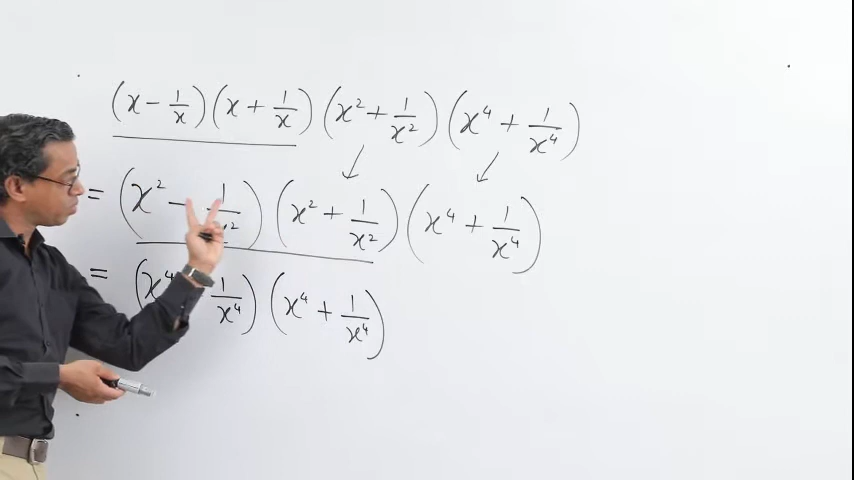 (x - 1/x)(x + 1/x)(x² + 1/x²)(x⁴ + 1/x⁴)
= (x² - 1/x²)(x² + 1/x²)(x⁴ + 1/x⁴)
= (x⁴ 1/x⁴)(x⁴ + 1/x⁴)